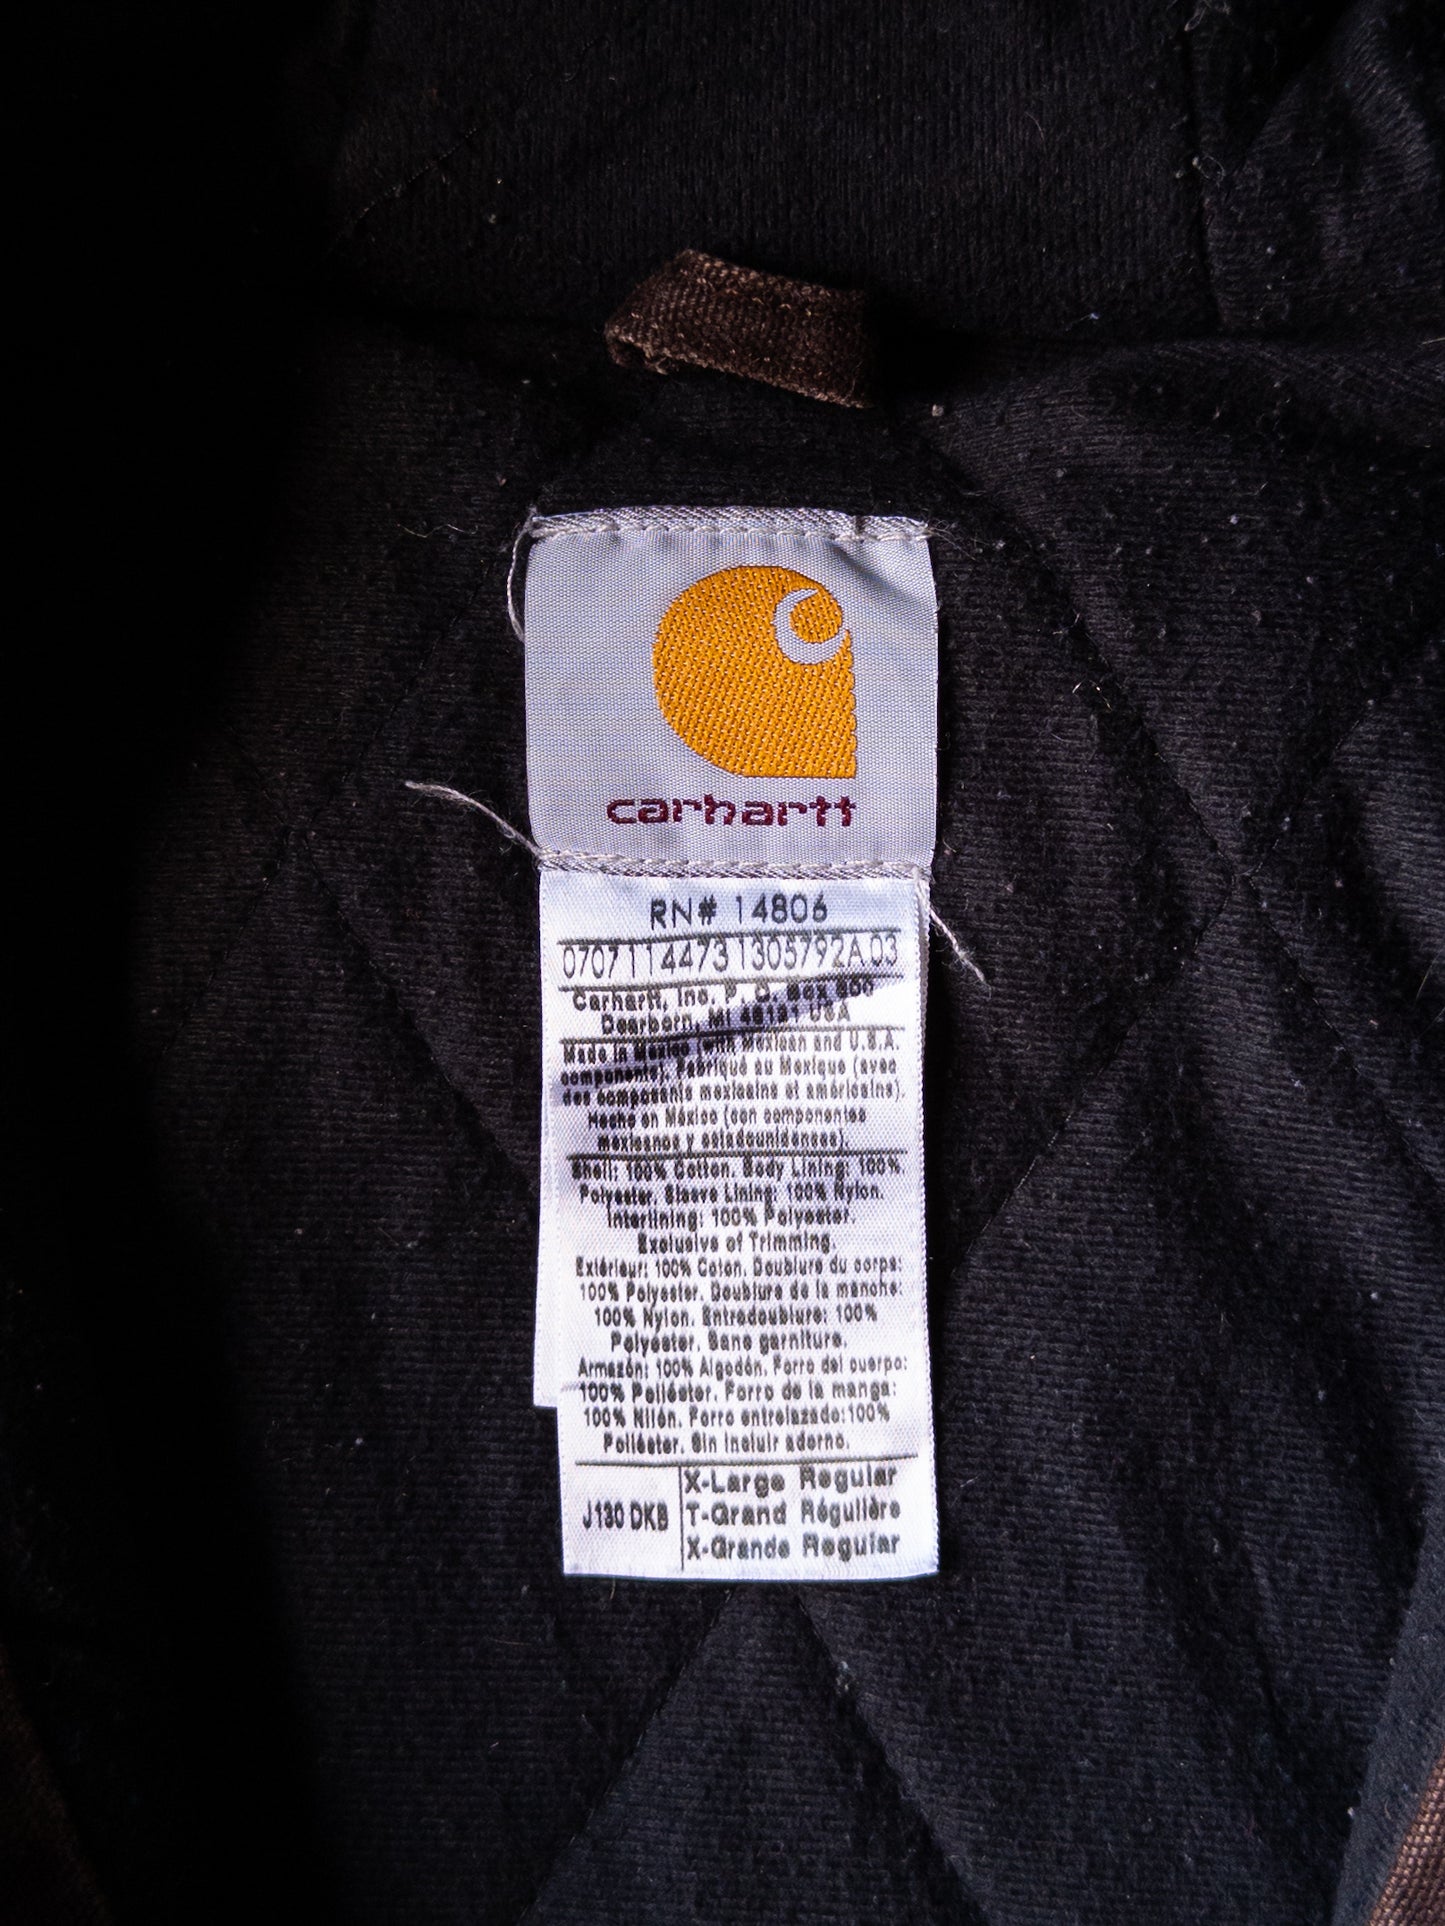 carhartt
RN# 14806
07071144731305792A 03
Carhartt, Inc. P. O. Box 600
Dearborn, MI 48121 USA
Made in Mexico (with Mexican and U.S.A.
components). Fabriqué au Mexique (avec
des composants mexicains et américains).
Hecho en México (con componentes
mexicanos y estadounidenses).
Shell: 100% Cotton. Body Lining: 100%
Polyester. Sleeve Lining: 100% Nylon.
Interlining: 100% Polyester.
Exclusive of Trimming.
Extérieur: 100% Coton. Doublure du corps:
100% Polyester. Doublure de la manche:
100% Nylon. Entredoublure: 100%
Polyester. Sans garniture.
Armazón: 100% Algodón. Forro del cuerpo:
100% Poliéster. Forro de la manga:
100% Nilón. Forro entrelazado:100%
Poliéster. Sin incluir adorno.
J130 DKB
X-Large Regular
T-Grand Régulière
X-Grande Regular